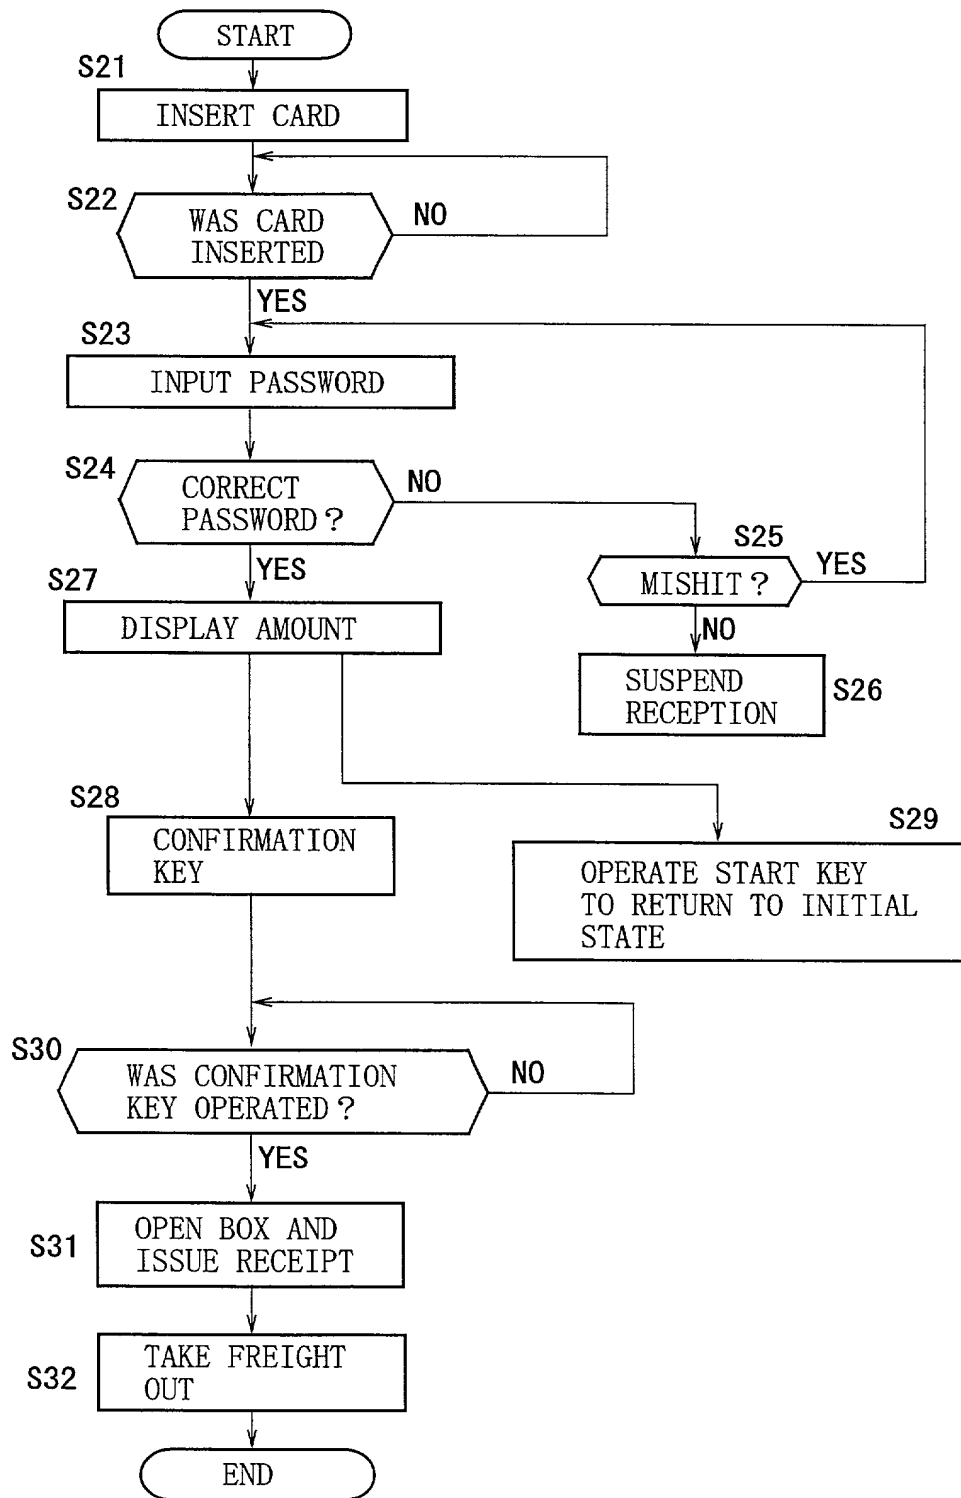 START
S21
INSERT CARD
S22
WAS CARD
INSERTED
NO
YES
S23
INPUT PASSWORD
S24
CORRECT
PASSWORD?
NO
YES
S25
MISHIT?
YES
NO
S26
SUSPEND
RECEPTION
S27
DISPLAY AMOUNT
S28
CONFIRMATION
KEY
S29
OPERATE START KEY
TO RETURN TO INITIAL
STATE
S30
WAS CONFIRMATION
KEY OPERATED?
NO
YES
S31
OPEN BOX AND
ISSUE RECEIPT
S32
TAKE FREIGHT
OUT
END